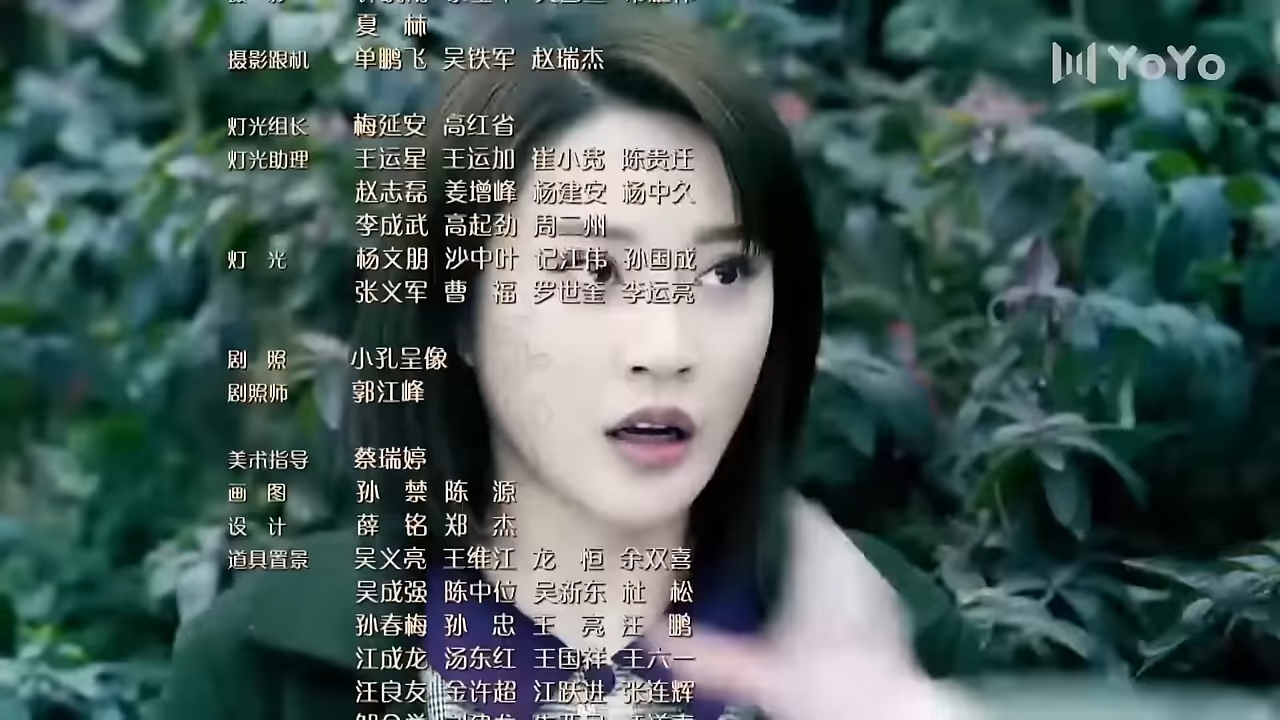 夏 林
YoYo
摄影跟机 单鹏飞 吴铁军 赵瑞杰
灯光组长 梅延安 高红省
灯光助理 王运星 王运加 崔小宽 陈贵迁
赵志磊 姜增峰 杨建安 杨中久
李成武 高起劲 周二州
灯 光 杨文朋 沙中叶 记江伟 孙国成
张义军 曹 福 罗世奎 李运亮
剧 照 小孔呈像
剧照师 郭江峰
美术指导 蔡瑞婷
画 图 孙 禁 陈 源
设 计 薛 铭 郑 杰
道具置景 吴义亮 王维江 龙 恒 余双喜
吴成强 陈中位 吴新东 杜 松
孙春梅 孙 忠 王 亮 汪 鹏
江成龙 汤东红 王国祥 王六一
汪良友 金许超 江跃进 张连辉